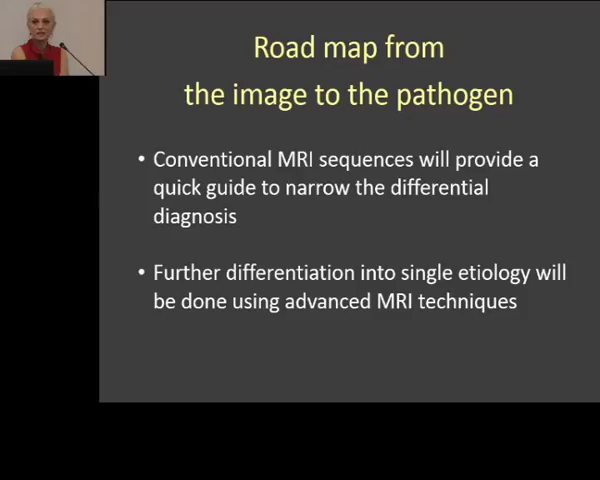 Road map from
the image to the pathogen
• Conventional MRI sequences will provide a
quick guide to narrow the differential
diagnosis
• Further differentiation into single etiology will
be done using advanced MRI techniques